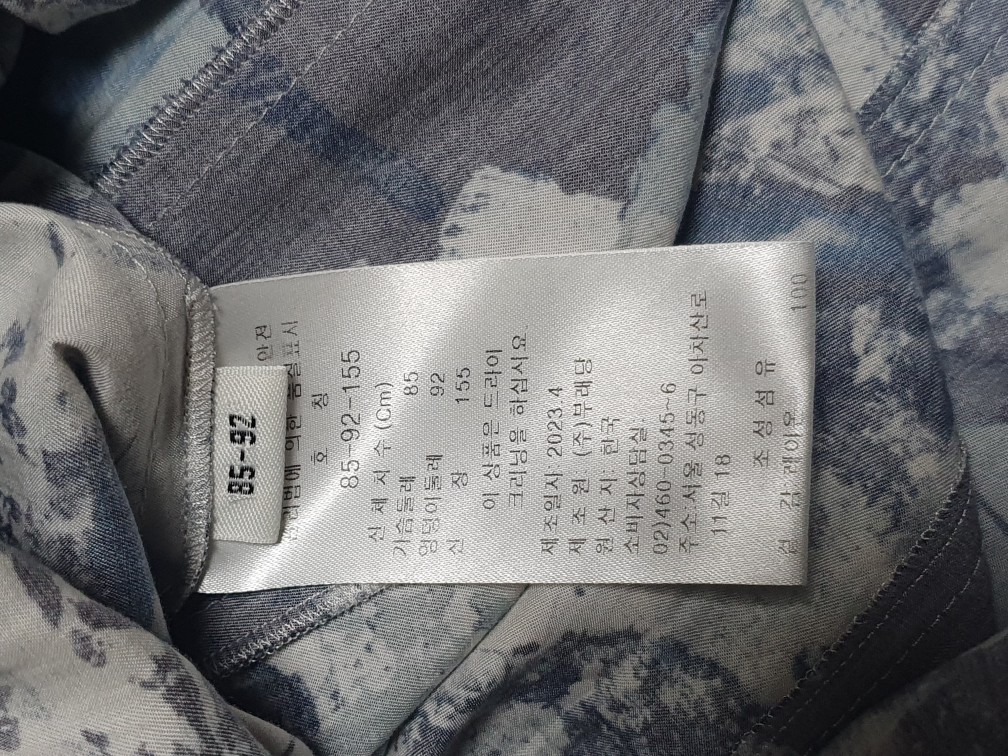 85-92
안전
의한 품질표시
호 칭
85-92-155
신체치수(Cm)
가슴둘레 85
엉덩이둘레 92
신 장 155
이 상품은 드라이
크리닝을 하십시요.
제조일시 2023.4
제 조 원 (주)부래당
원 산 지: 한국
소비자상담실:
02)460-0345-6
주소:서울 성동구 아차산로
11길 18
조 성 섬 유
겉 감:레이온 100